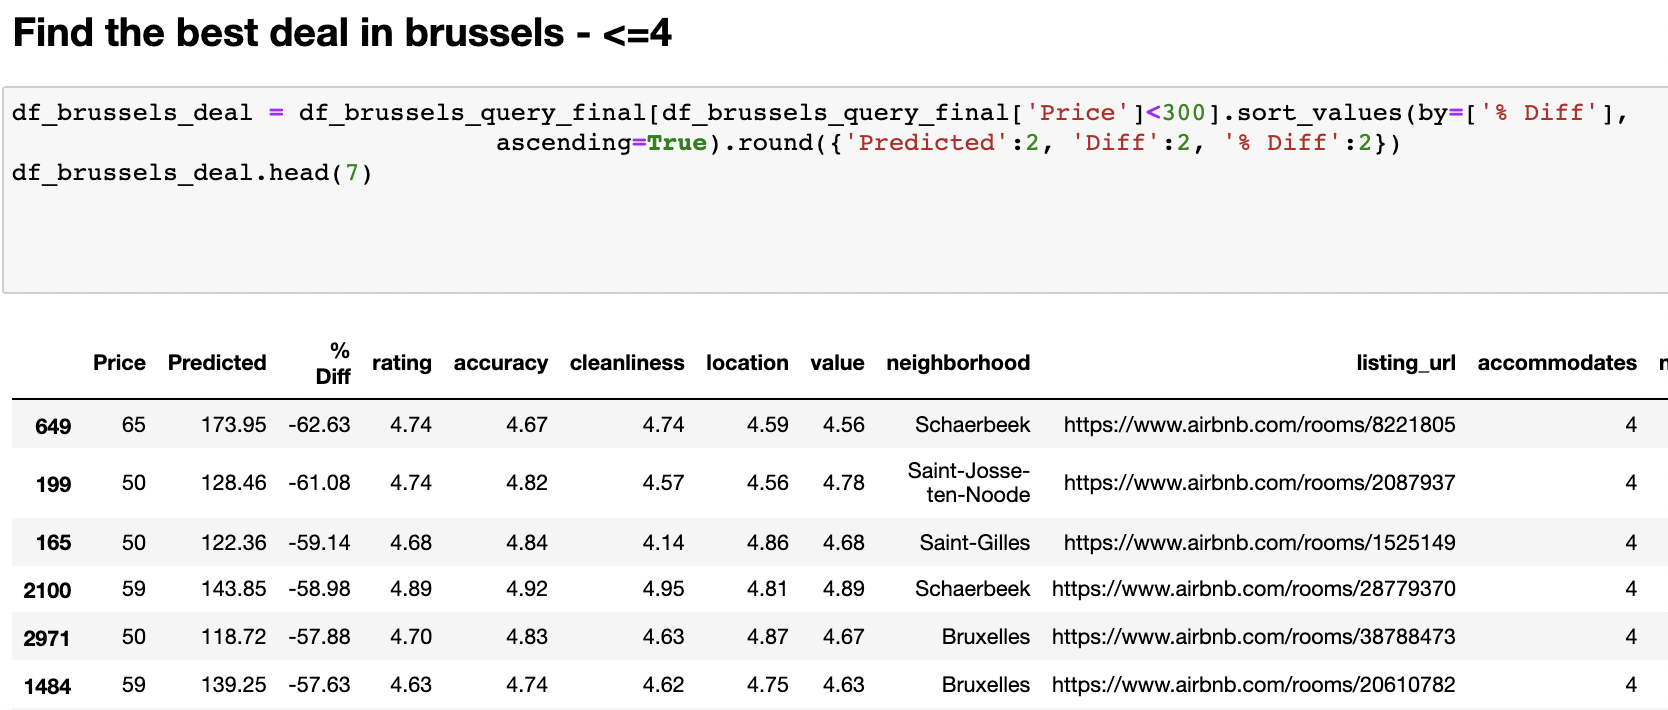 Find the best deal in brussels - <=4
df_brussels_deal = df_brussels_query_final[df_brussels_query_final['Price']<300].sort_values(by=['% Diff'],
ascending=True).round({'Predicted':2, 'Diff':2, '% Diff':2})
df_brussels_deal.head(7)
Price Predicted % Diff rating accuracy cleanliness location value neighborhood listing_url accommodates
649 65 173.95 -62.63 4.74 4.67 4.74 4.59 4.56 Schaerbeek https://www.airbnb.com/rooms/8221805 4
199 50 128.46 -61.08 4.74 4.82 4.57 4.56 4.78 Saint-Josse-ten-Noode https://www.airbnb.com/rooms/2087937 4
165 50 122.36 -59.14 4.68 4.84 4.14 4.86 4.68 Saint-Gilles https://www.airbnb.com/rooms/1525149 4
2100 59 143.85 -58.98 4.89 4.92 4.95 4.81 4.89 Schaerbeek https://www.airbnb.com/rooms/28779370 4
2971 50 118.72 -57.88 4.70 4.83 4.63 4.87 4.67 Bruxelles https://www.airbnb.com/rooms/38788473 4
1484 59 139.25 -57.63 4.63 4.74 4.62 4.75 4.63 Bruxelles https://www.airbnb.com/rooms/20610782 4